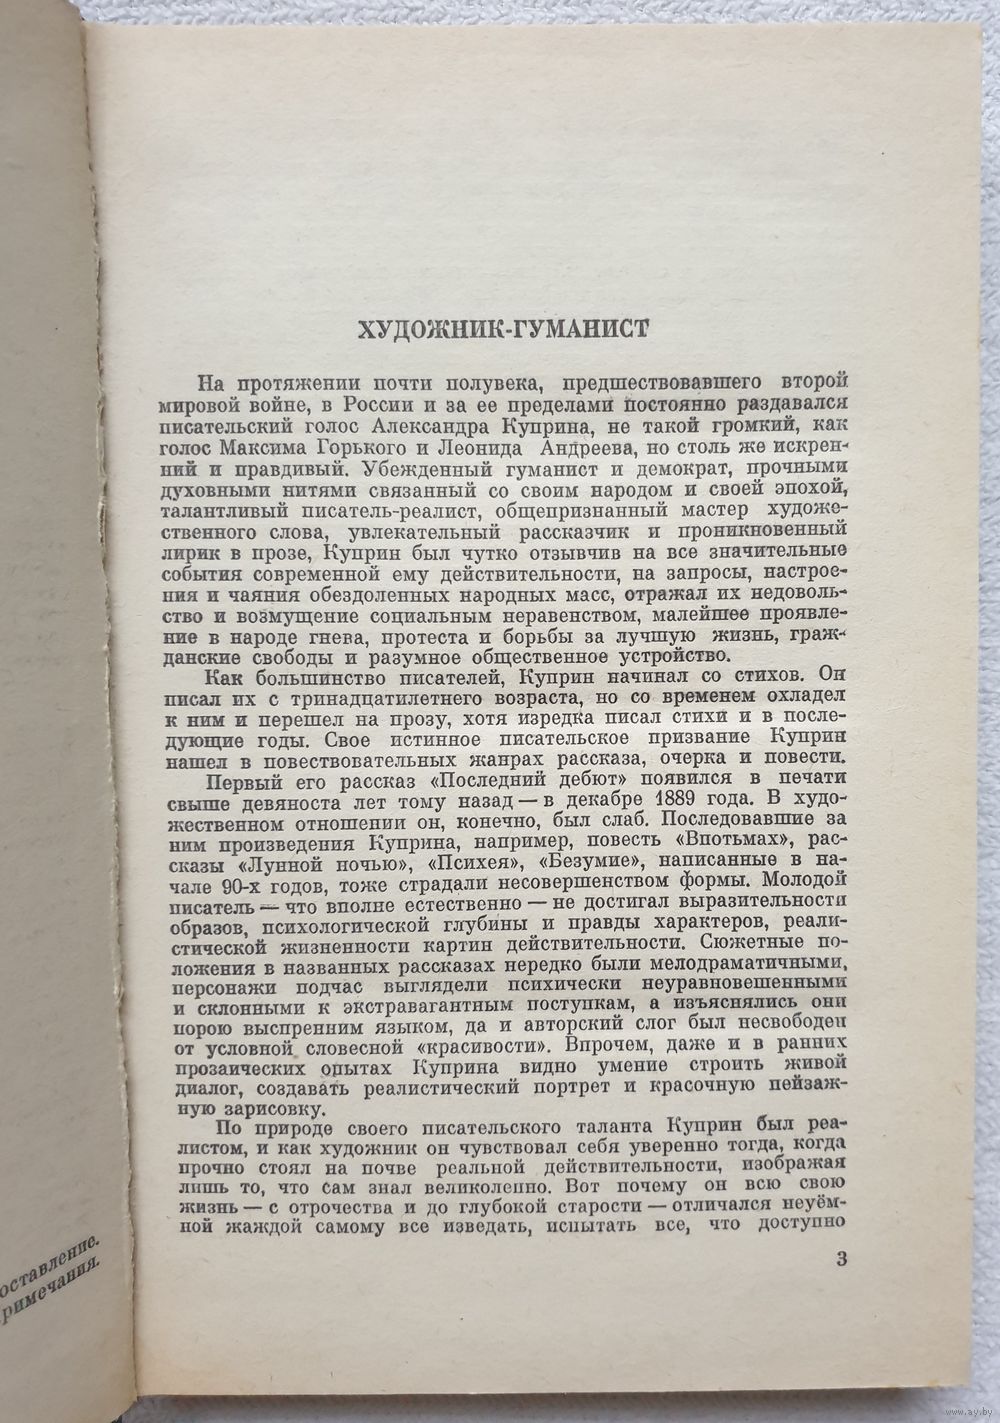 ХУДОЖНИК-ГУМАНИСТ
На протяжении почти полувека, предшествовавшего второй
мировой войне, в России и за ее пределами постоянно раздавался
писательский голос Александра Куприна, не такой громкий, как
голос Максима Горького и Леонида Андреева, но столь же искрен-
ний и правдивый. Убежденный гуманист и демократ, прочными
духовными нитями связанный со своим народом и своей эпохой,
талантливый писатель-реалист, общепризнанный мастер художе-
ственного слова, увлекательный рассказчик и проникновенный
лирик в прозе, Куприн был чутко отзывчив на все значительные
события современной ему действительности, на запросы, настрое-
ния и чаяния обездоленных народных масс, отражал их недоволь-
ство и возмущение социальным неравенством, малейшее проявле-
ние в народе гнева, протеста и борьбы за лучшую жизнь, граж-
данские свободы и разумное общественное устройство.
Как большинство писателей, Куприн начинал со стихов. Он
писал их с тринадцатилетнего возраста, но со временем охладел
к ним и перешел на прозу, хотя изредка писал стихи и в после-
дующие годы. Свое истинное писательское призвание Куприн
нашел в повествовательных жанрах рассказа, очерка и повести.
Первый его рассказ «Последний дебют» появился в печати
свыше девяноста лет тому назад — в декабре 1889 года. В худо-
жественном отношении он, конечно, был слаб. Последовавшие за
ним произведения Куприна, например, повесть «Впотьмах», рас-
сказы «Лунной ночью», «Психея», «Безумие», написанные в на-
чале 90-х годов, тоже страдали несовершенством формы. Молодой
писатель — что вполне естественно — не достигал выразительности
образов, психологической глубины и правды характеров, реали-
стической жизненности картин действительности. Сюжетные по-
ложения в названных рассказах нередко были мелодраматичными,
персонажи подчас выглядели психически неуравновешенными
и склонными к экстравагантным поступкам, а изъяснялись они
порою выспренним языком, да и авторский слог был несвободен
от условной словесной «красивости». Впрочем, даже и в ранних
прозаических опытах Куприна видно умение строить живой
диалог, создавать реалистический портрет и красочную пейзаж-
ную зарисовку.
По природе своего писательского таланта Куприн был реа-
листом, и как художник он чувствовал себя уверенно тогда, когда
прочно стоял на почве реальной действительности, изображая
лишь то, что сам знал великолепно. Вот почему он всю свою
жизнь — с отрочества и до глубокой старости — отличался неуём-
ной жаждой самому все изведать, испытать все, что доступно
3
оставление.
римечания.
www.ay.by